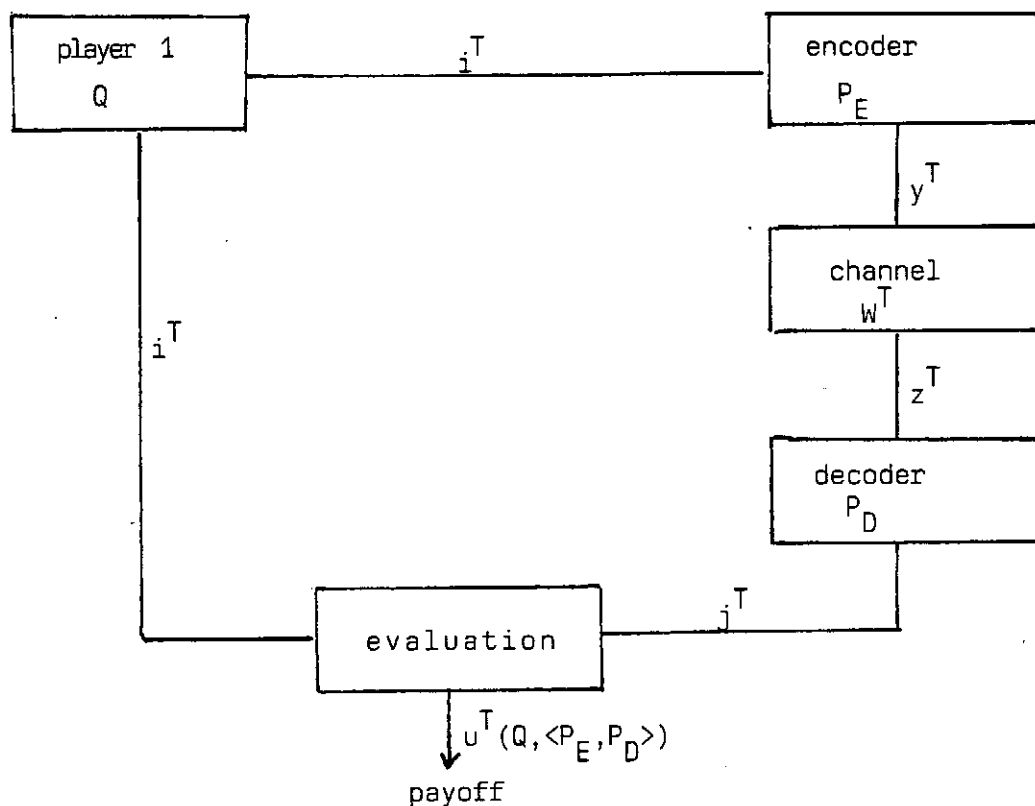 player 1
Q
i^T
encoder
P_E
y^T
channel
W^T
i^T
z^T
decoder
P_D
j^T
evaluation
u^T(Q,<P_E,P_D>)
payoff